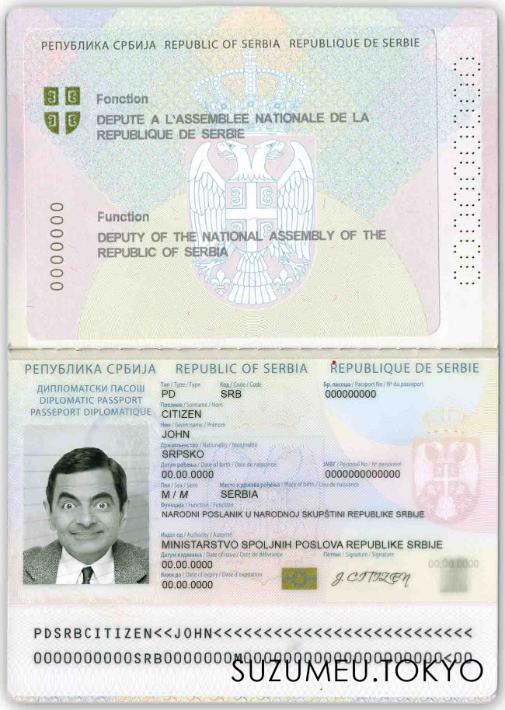 РЕПУБЛИКА СРБИЈА REPUBLIC OF SERBIA REPUBLIQUE DE SERBIE
Fonction
DEPUTE A L'ASSEMBLEE NATIONALE DE LA
REPUBLIQUE DE SERBIE
Function
DEPUTY OF THE NATIONAL ASSEMBLY OF THE
REPUBLIC OF SERBIA
0000000
РЕПУБЛИКА СРБИЈА REPUBLIC OF SERBIA REPUBLIQUE DE SERBIE
ДИПЛОМАТСКИ ПАСОШ
DIPLOMATIC PASSPORT
PASSEPORT DIPLOMATIQUE
Тип / Type / Type Код / Code / Code Бр. пасоша / Passport No / Nº du passeport
PD SRB 000000000
Презиме / Surname / Nom
CITIZEN
Име / Given name / Prénom
JOHN
Држављанство / Nationality / Nationalité
SRPSKO
Датум рођења / Date of birth / Date de naissance ЈМБГ / Personal No / Nº personnel
00.00.0000 0000000000000
Пол / Sex / Sexe Место и држава рођења / Place of birth / Lieu de naissance
M / M SERBIA
Функција / Function / Fonction
NARODNI POSLANIK U NARODNOJ SKUPŠTINI REPUBLIKE SRBIJE
Издат од / Authority / Autorité
MINISTARSTVO SPOLJNIH POSLOVA REPUBLIKE SRBIJE
Датум издавања / Date of issue / Date de délivrance Потпис / Signature / Signature
00.00.0000 J.CITIZEN 00.00.0000
Важи до / Date of expiry / Date d'expiration
00.00.0000
PDSRBCITIZEN<<JOHN<<<<<<<<<<<<<<<<<<<<<<<<<<
SUZUMEU.TOKYO